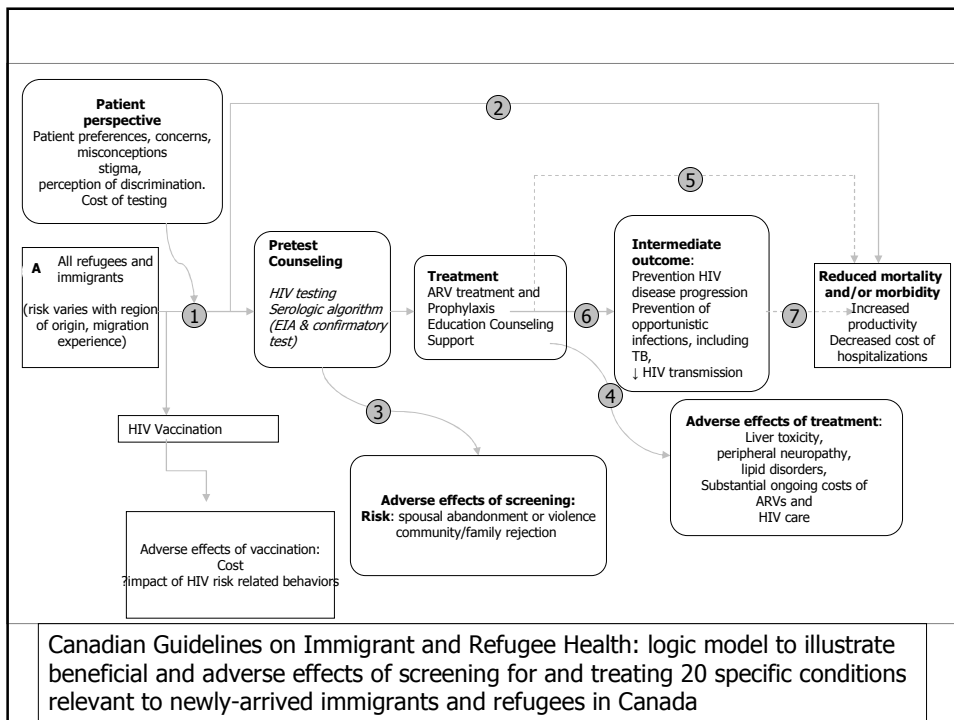 Patient
perspective
Patient preferences, concerns,
misconceptions
stigma,
perception of discrimination.
Cost of testing
2
5
A All refugees and
immigrants
(risk varies with region
of origin, migration
experience)
1
Pretest
Counseling
HIV testing
Serologic algorithm
(EIA & confirmatory
test)
Treatment
ARV treatment and
Prophylaxis
Education Counseling
Support
6
Intermediate
outcome:
Prevention HIV
disease progression
Prevention of
opportunistic
infections, including
TB,
↓ HIV transmission
7
Reduced mortality
and/or morbidity
Increased
productivity
Decreased cost of
hospitalizations
3
4
HIV Vaccination
Adverse effects of vaccination:
Cost
?impact of HIV risk related behaviors
Adverse effects of screening:
Risk: spousal abandonment or violence
community/family rejection
Adverse effects of treatment:
Liver toxicity,
peripheral neuropathy,
lipid disorders,
Substantial ongoing costs of
ARVs and
HIV care
Canadian Guidelines on Immigrant and Refugee Health: logic model to illustrate
beneficial and adverse effects of screening for and treating 20 specific conditions
relevant to newly-arrived immigrants and refugees in Canada